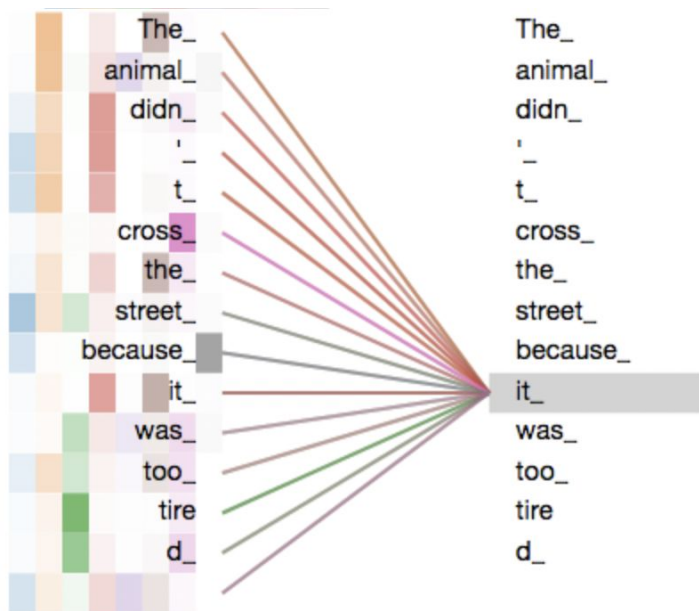 The_ The_
animal_ animal_
didn_ didn_
'_ '_
t_ t_
cross_ cross_
the_ the_
street_ street_
because_ because_
it_ it_
was_ was_
too_ too_
tire tire
d_ d_